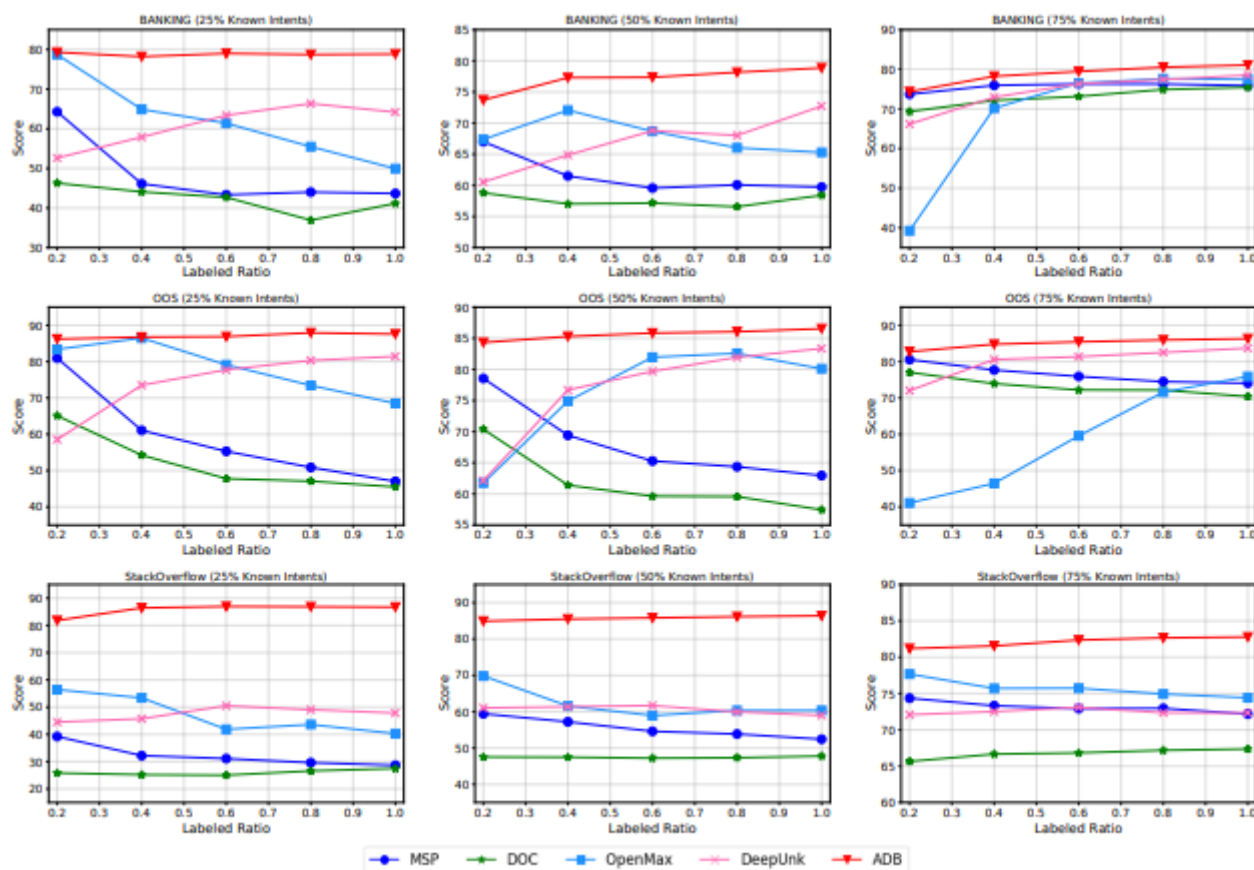 BANKING (25% Known Intents)
Score
80
70
60
50
40
30
0.2 0.3 0.4 0.5 0.6 0.7 0.8 0.9 1.0
Labeled Ratio
BANKING (50% Known Intents)
Score
85
80
75
70
65
60
55
50
0.2 0.3 0.4 0.5 0.6 0.7 0.8 0.9 1.0
Labeled Ratio
BANKING (75% Known Intents)
Score
90
80
70
60
50
40
0.2 0.3 0.4 0.5 0.6 0.7 0.8 0.9 1.0
Labeled Ratio
OOS (25% Known Intents)
Score
90
80
70
60
50
40
0.2 0.3 0.4 0.5 0.6 0.7 0.8 0.9 1.0
Labeled Ratio
OOS (50% Known Intents)
Score
90
85
80
75
70
65
60
55
0.2 0.3 0.4 0.5 0.6 0.7 0.8 0.9 1.0
Labeled Ratio
OOS (75% Known Intents)
Score
90
80
70
60
50
40
0.2 0.3 0.4 0.5 0.6 0.7 0.8 0.9 1.0
Labeled Ratio
StackOverflow (25% Known Intents)
Score
90
80
70
60
50
40
30
20
0.2 0.3 0.4 0.5 0.6 0.7 0.8 0.9 1.0
Labeled Ratio
StackOverflow (50% Known Intents)
Score
90
80
70
60
50
40
0.2 0.3 0.4 0.5 0.6 0.7 0.8 0.9 1.0
Labeled Ratio
StackOverflow (75% Known Intents)
Score
90
85
80
75
70
65
60
0.2 0.3 0.4 0.5 0.6 0.7 0.8 0.9 1.0
Labeled Ratio
MSP DOC OpenMax DeepUnk ADB